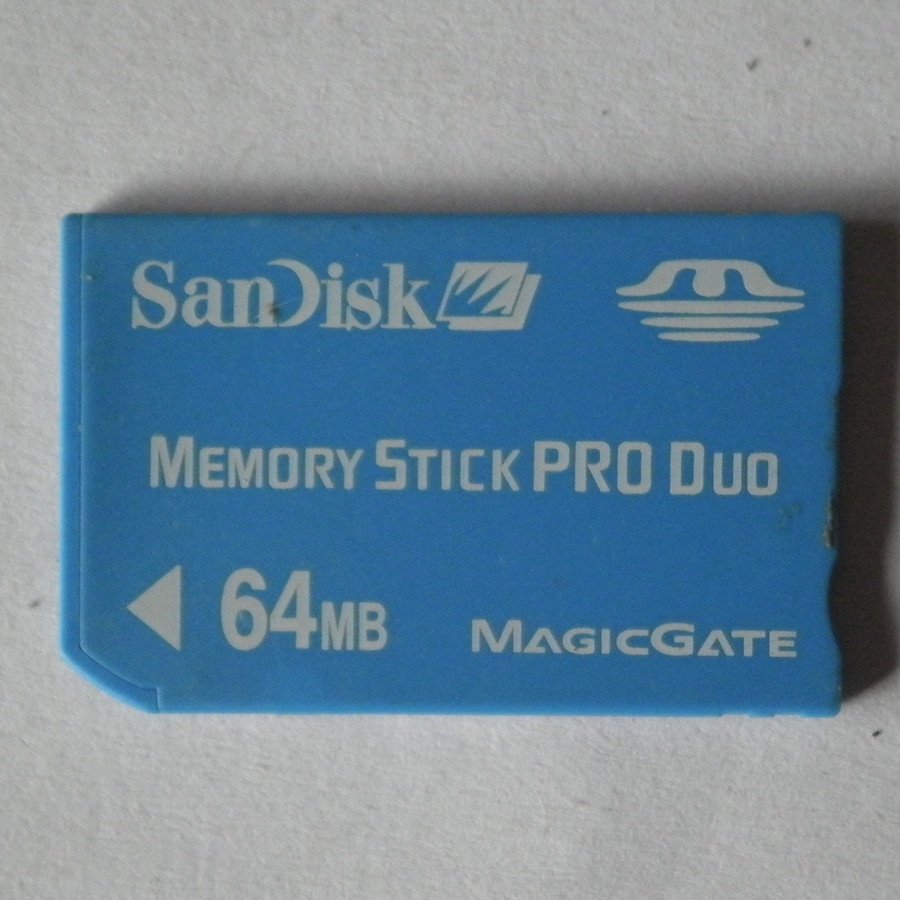 SanDisk
MEMORY STICK PRO DUO
64MB
MAGICGATE